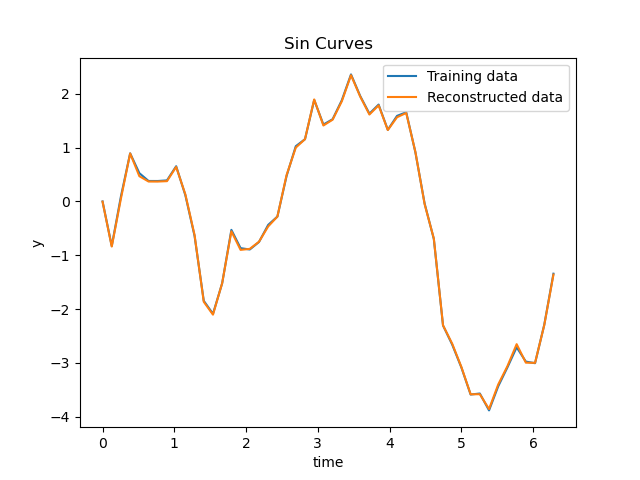 Sin Curves
Training data
Reconstructed data
2
1
0
−1
−2
−3
−4
y
0 1 2 3 4 5 6
time